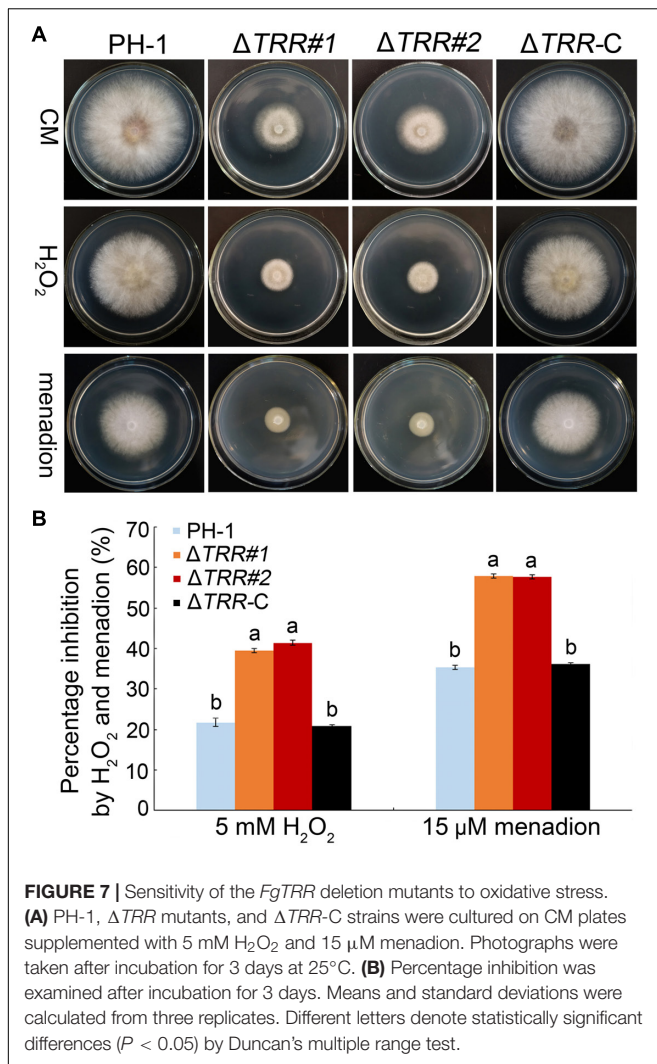 A
PH-1 ΔTRR#1 ΔTRR#2 ΔTRR-C
CM
H₂O₂
menadion
B
Percentage inhibition
by H₂O₂ and menadion (%)
70
60
50
40
30
20
10
0
PH-1
ΔTRR#1
ΔTRR#2
ΔTRR-C
b a a b b a a b
5 mM H₂O₂ 15 µM menadion
FIGURE 7 | Sensitivity of the FgTRR deletion mutants to oxidative stress.
(A) PH-1, ΔTRR mutants, and ΔTRR-C strains were cultured on CM plates
supplemented with 5 mM H₂O₂ and 15 µM menadion. Photographs were
taken after incubation for 3 days at 25°C. (B) Percentage inhibition was
examined after incubation for 3 days. Means and standard deviations were
calculated from three replicates. Different letters denote statistically significant
differences (P < 0.05) by Duncan's multiple range test.